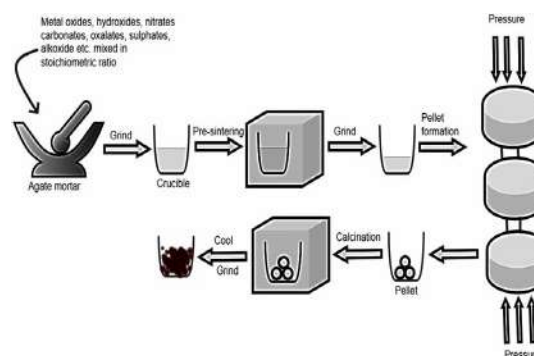 Metal oxides, hydroxides, nitrates
carbonates, oxalates, sulphates,
alkoxide etc. mixed in
stoichiometric ratio
Pressure
Grind
Pre-sintering
Grind
Pellet
formation
Agate mortar
Crucible
Cool
Grind
Calcination
Pellet
Pressure